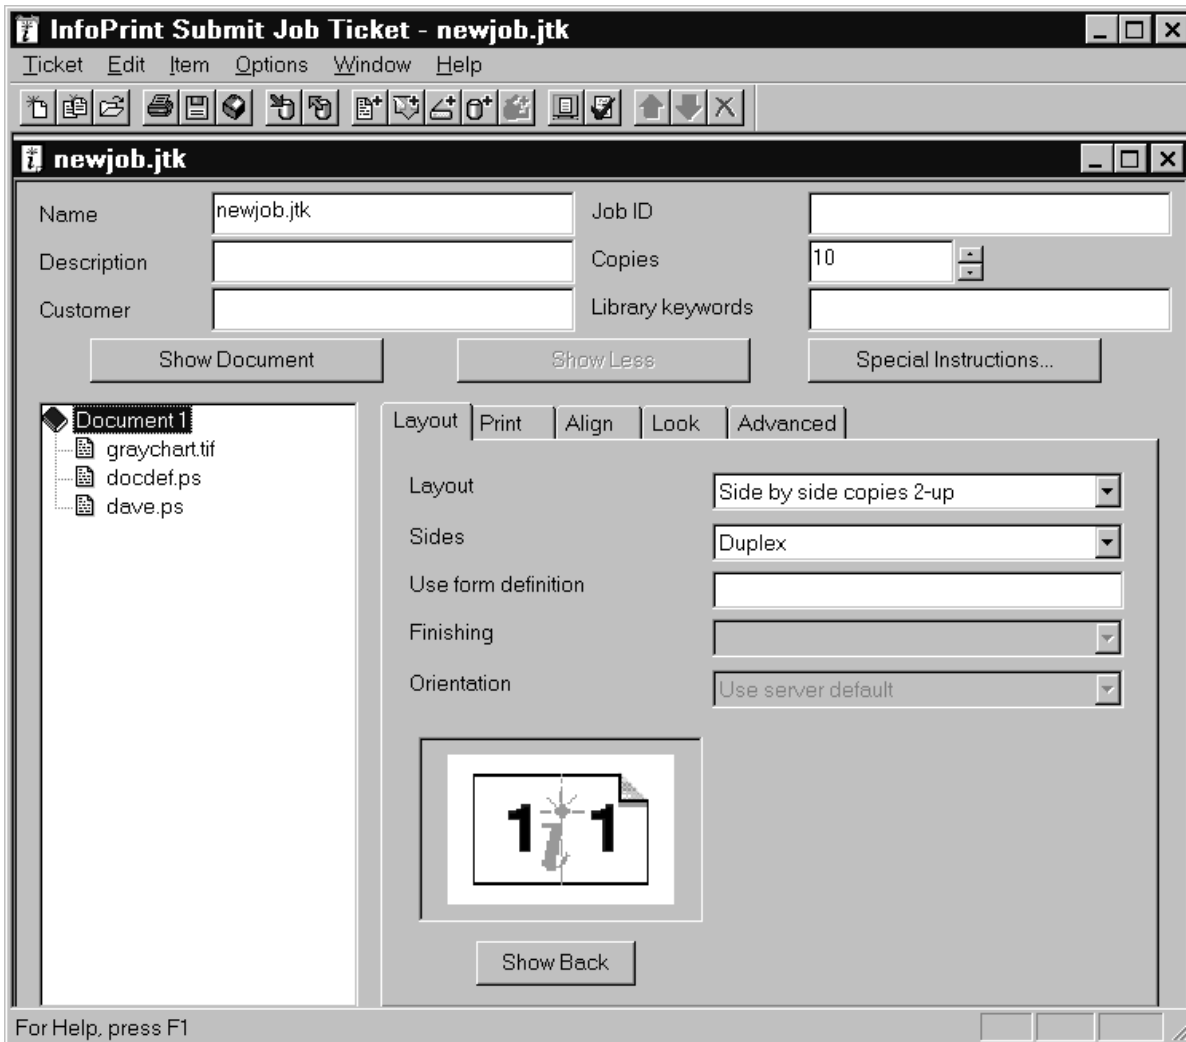 InfoPrint Submit Job Ticket - newjob.jtk
Ticket Edit Item Options Window Help
newjob.jtk
Name newjob.jtk Job ID
Description Copies 10
Customer Library keywords
Show Document Show Less Special Instructions...
Document 1
graychart.tif
docdef.ps
dave.ps
Layout Print Align Look Advanced
Layout Side by side copies 2-up
Sides Duplex
Use form definition
Finishing
Orientation Use server default
1 i 1
Show Back
For Help, press F1